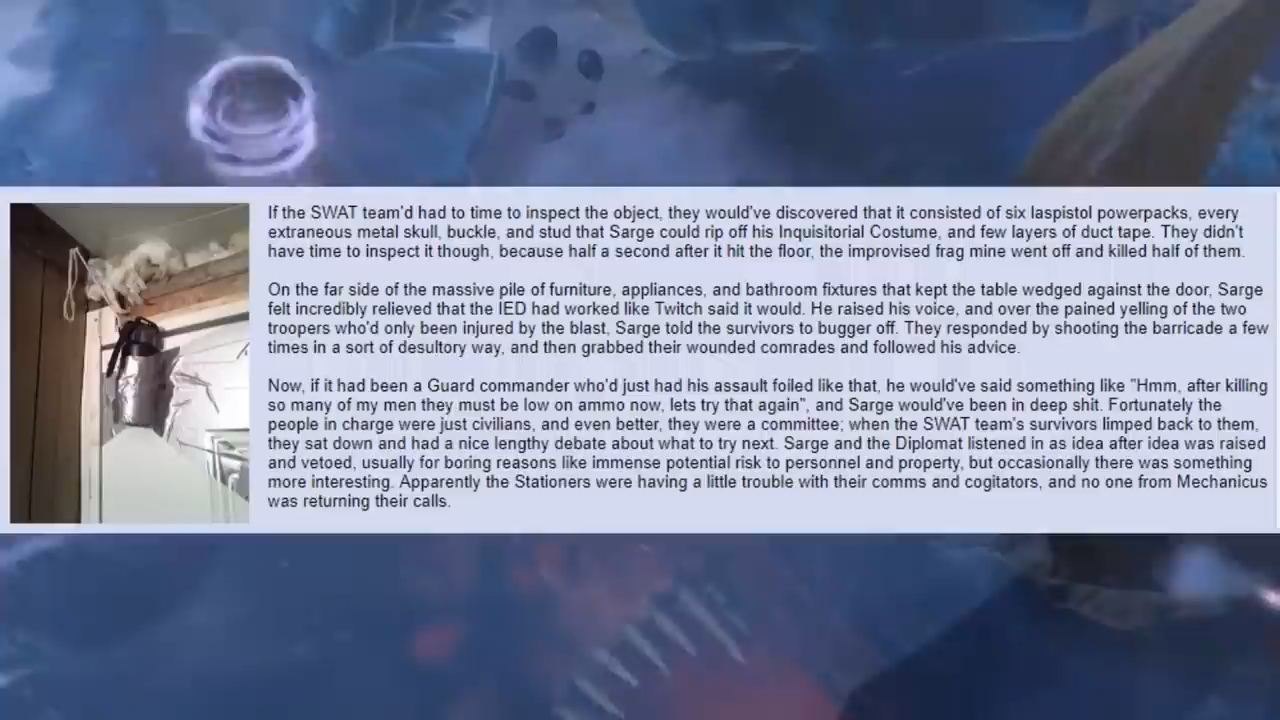 If the SWAT team'd had to time to inspect the object, they would've discovered that it consisted of six laspistol powerpacks, every
extraneous metal skull, buckle, and stud that Sarge could rip off his Inquisitorial Costume, and few layers of duct tape. They didn't
have time to inspect it though, because half a second after it hit the floor, the improvised frag mine went off and killed half of them.
On the far side of the massive pile of furniture, appliances, and bathroom fixtures that kept the table wedged against the door, Sarge
felt incredibly relieved that the IED had worked like Twitch said it would. He raised his voice, and over the pained yelling of the two
troopers who'd only been injured by the blast, Sarge told the survivors to bugger off. They responded by shooting the barricade a few
times in a sort of desultory way, and then grabbed their wounded comrades and followed his advice.
Now, if it had been a Guard commander who'd just had his assault foiled like that, he would've said something like "Hmm, after killing
so many of my men they must be low on ammo now, lets try that again", and Sarge would've been in deep shit. Fortunately the
people in charge were just civilians, and even better, they were a committee; when the SWAT team's survivors limped back to them,
they sat down and had a nice lengthy debate about what to try next. Sarge and the Diplomat listened in as idea after idea was raised
and vetoed, usually for boring reasons like immense potential risk to personnel and property, but occasionally there was something
more interesting. Apparently the Stationers were having a little trouble with their comms and cogitators, and no one from Mechanicus
was returning their calls.